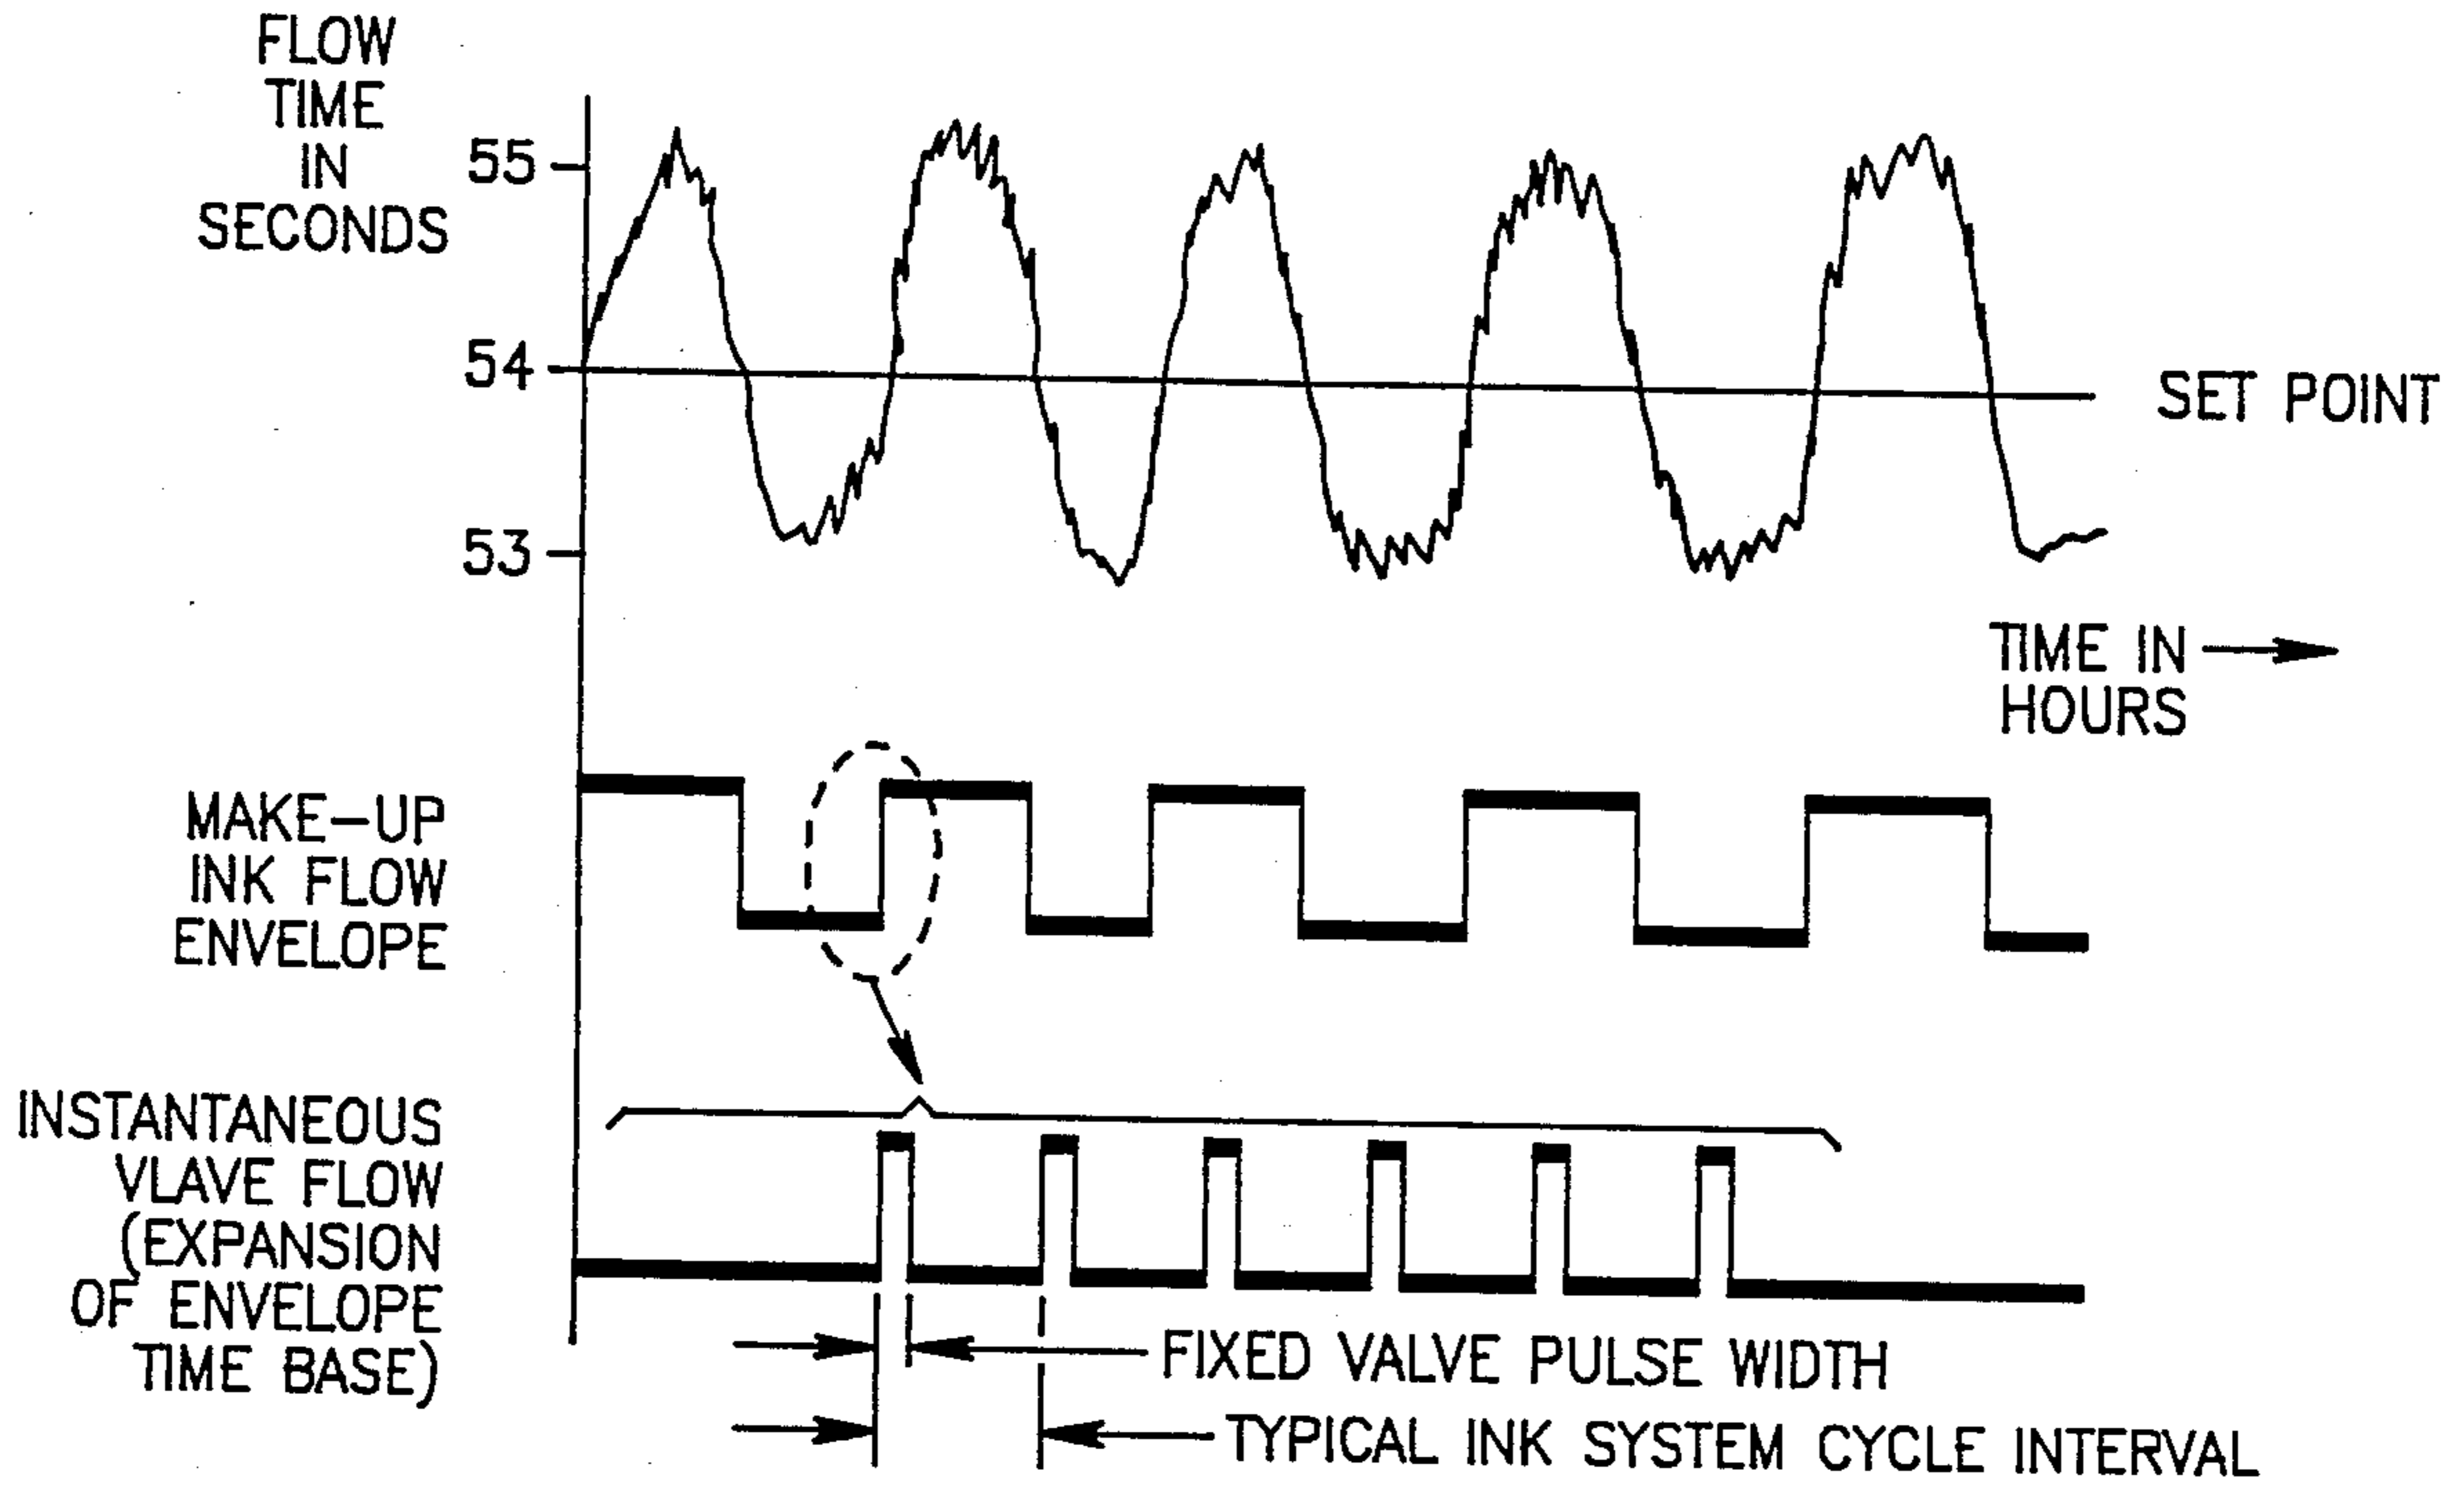 FLOW
TIME
IN
SECONDS
55
54
53
SET POINT
TIME IN
HOURS
MAKE-UP
INK FLOW
ENVELOPE
INSTANTANEOUS
VLAVE FLOW
(EXPANSION
OF ENVELOPE
TIME BASE)
FIXED VALVE PULSE WIDTH
TYPICAL INK SYSTEM CYCLE INTERVAL